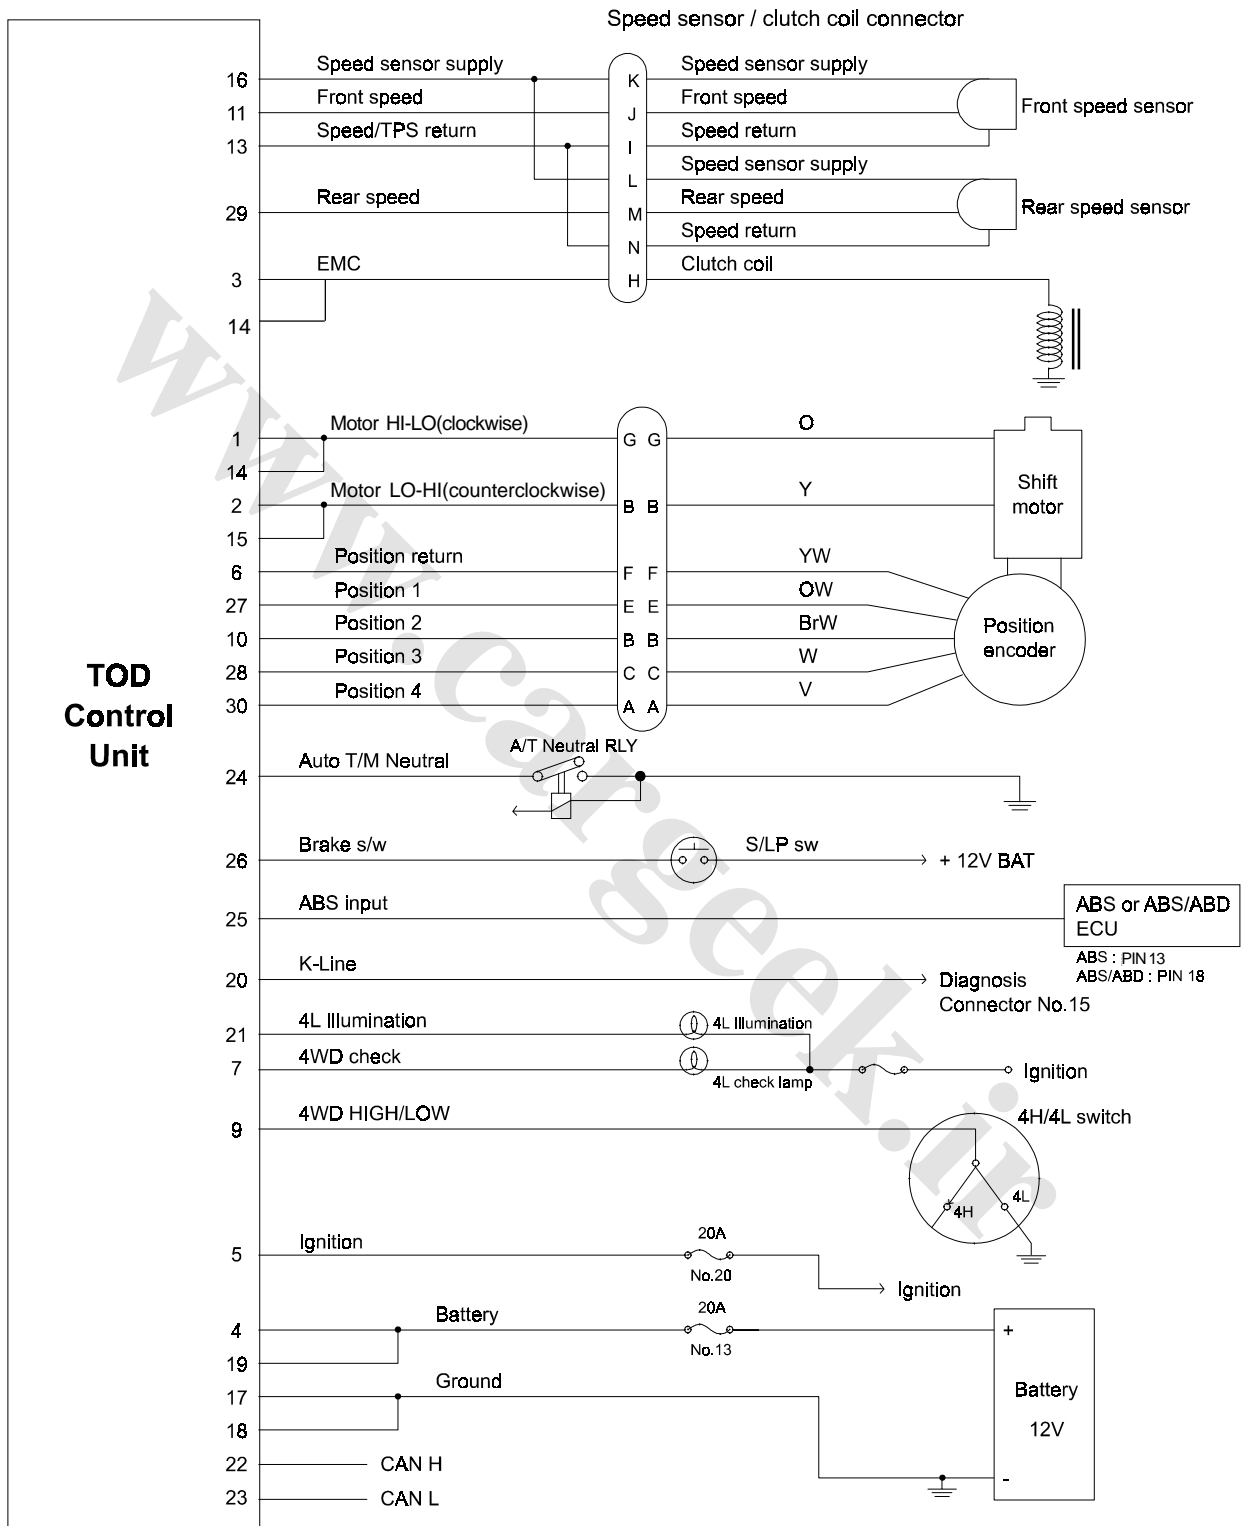 Speed sensor / clutch coil connector
16 Speed sensor supply K Speed sensor supply
11 Front speed J Front speed Front speed sensor
13 Speed/TPS return I Speed return
L Speed sensor supply
29 Rear speed M Rear speed Rear speed sensor
N Speed return
3 EMC H Clutch coil
14
1 Motor HI-LO(clockwise) G G O
14
Shift
motor
2 Motor LO-HI(counterclockwise) B B Y
15
6 Position return F F YW
27 Position 1 E E OW
10 Position 2 B B BrW
28 Position 3 C C W
30 Position 4 A A V
Position
encoder
TOD
Control
Unit
24 Auto T/M Neutral A/T Neutral RLY
26 Brake s/w S/LP sw + 12V BAT
25 ABS input
ABS or ABS/ABD
ECU
ABS : PIN 13
ABS/ABD : PIN 18
20 K-Line
Diagnosis
Connector No.15
21 4L Illumination 4L Illumination
7 4WD check 4L check lamp Ignition
9 4WD HIGH/LOW 4H/4L switch
4H 4L
5 Ignition 20A
No.20
Ignition
4 Battery 20A
No.13
+
19
17 Ground
18
Battery
12V
-
22 CAN H
23 CAN L
www.cargeek.ir